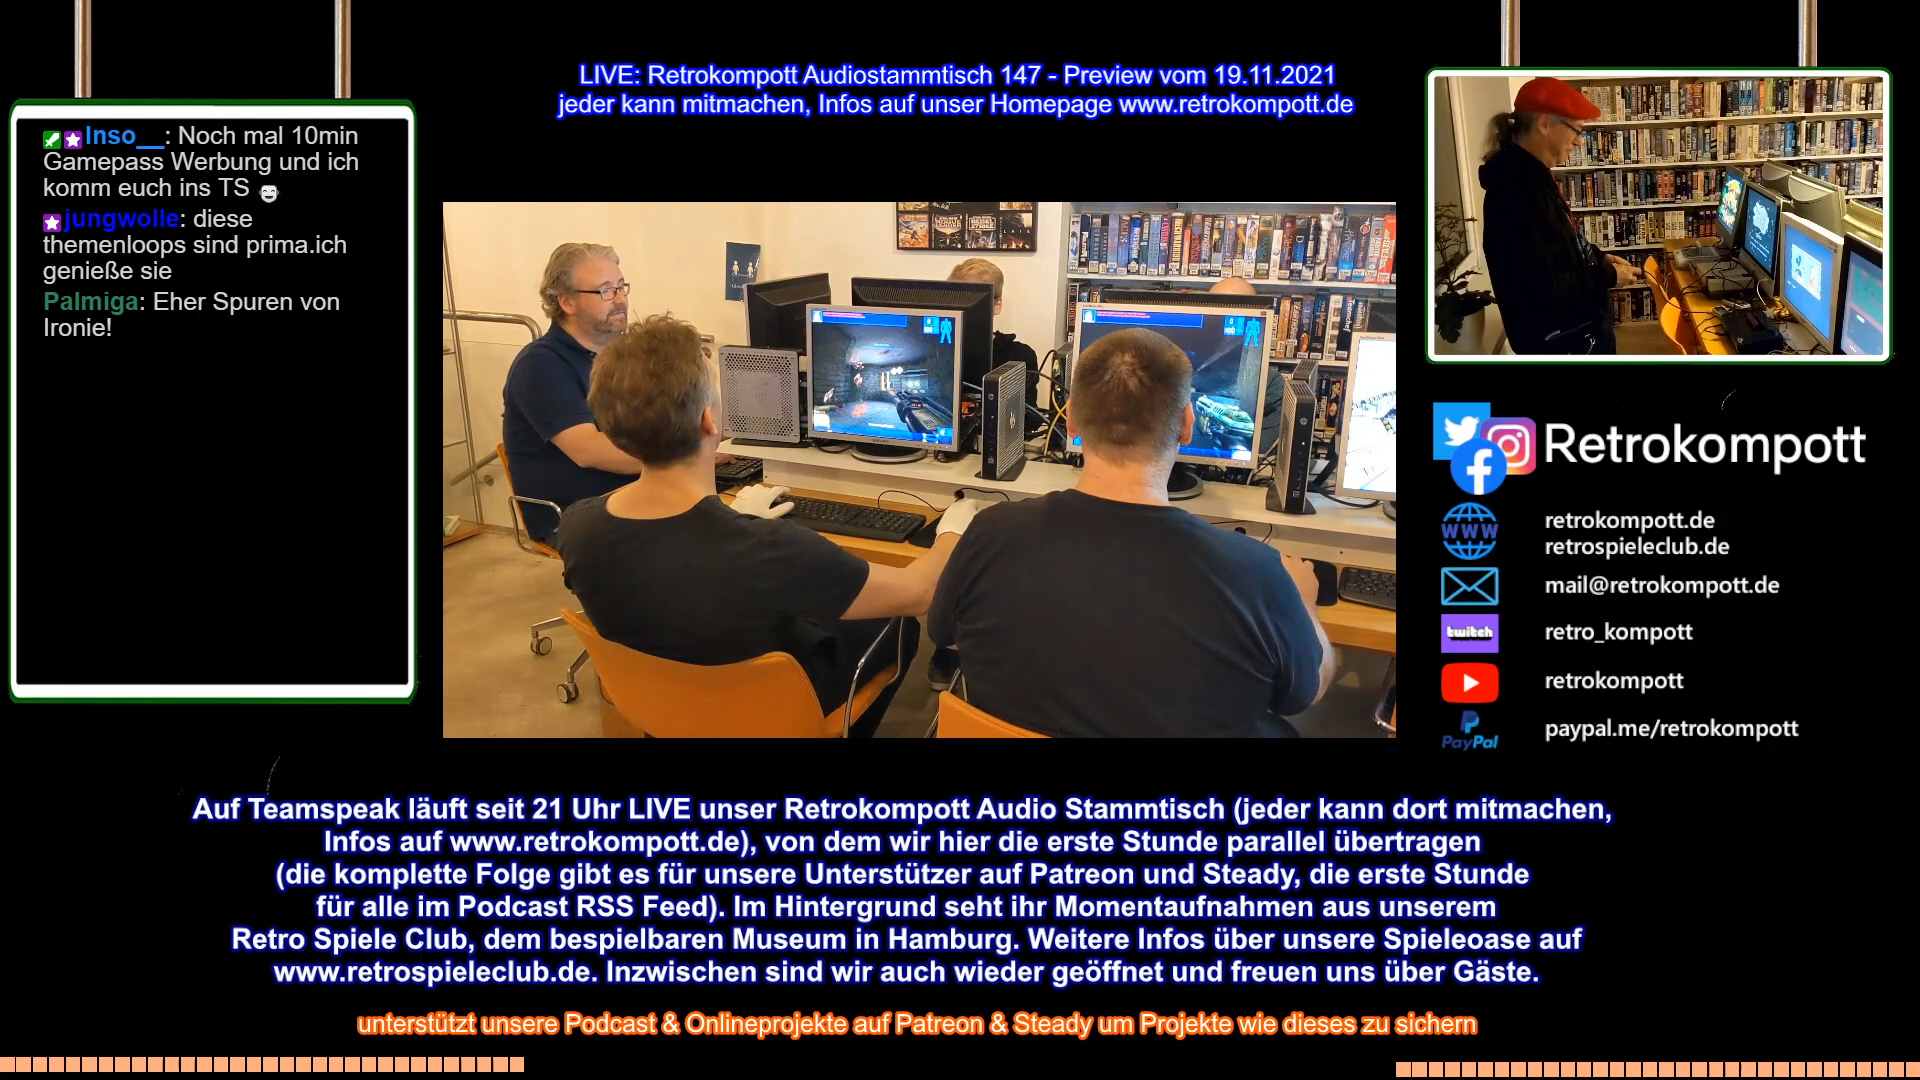 LIVE: Retrokompott Audiostammtisch 147 - Preview vom 19.11.2021
jeder kann mitmachen, Infos auf unser Homepage www.retrokompott.de
Inso__: Noch mal 10min
Gamepass Werbung und ich
komm euch ins TS
jungwolle: diese
themenloops sind prima.ich
genieße sie
Palmiga: Eher Spuren von
Ironie!
Retrokompott
WWW
retrokompott.de
retrospieleclub.de
mail@retrokompott.de
twitch
retro_kompott
retrokompott
PayPal
paypal.me/retrokompott
Auf Teamspeak läuft seit 21 Uhr LIVE unser Retrokompott Audio Stammtisch (jeder kann dort mitmachen,
Infos auf www.retrokompott.de), von dem wir hier die erste Stunde parallel übertragen
(die komplette Folge gibt es für unsere Unterstützer auf Patreon und Steady, die erste Stunde
für alle im Podcast RSS Feed). Im Hintergrund seht ihr Momentaufnahmen aus unserem
Retro Spiele Club, dem bespielbaren Museum in Hamburg. Weitere Infos über unsere Spieleoase auf
www.retrospieleclub.de. Inzwischen sind wir auch wieder geöffnet und freuen uns über Gäste.
unterstützt unsere Podcast & Onlineprojekte auf Patreon & Steady um Projekte wie dieses zu sichern